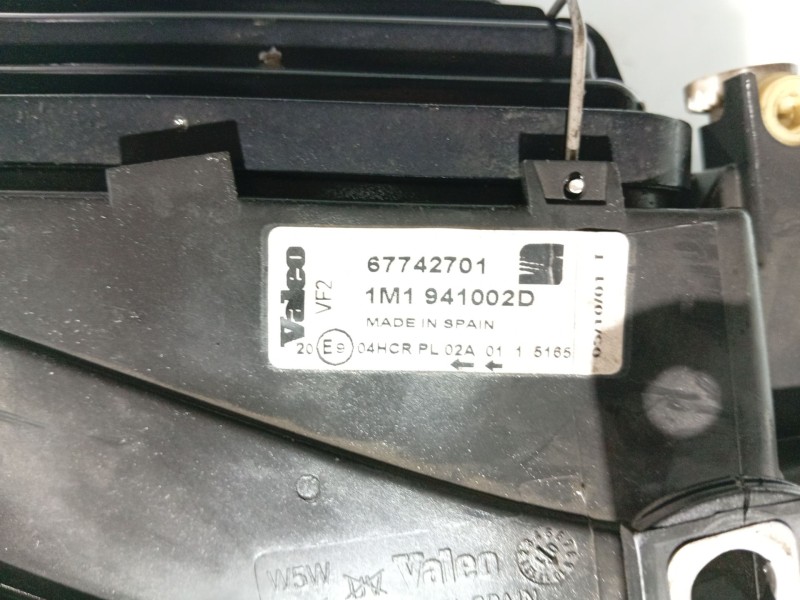 Valeo
VF2
67742701
1M1 941002D
MADE IN SPAIN
20 E9 04HCR PL 02A 01 1 5165
W5W Valeo